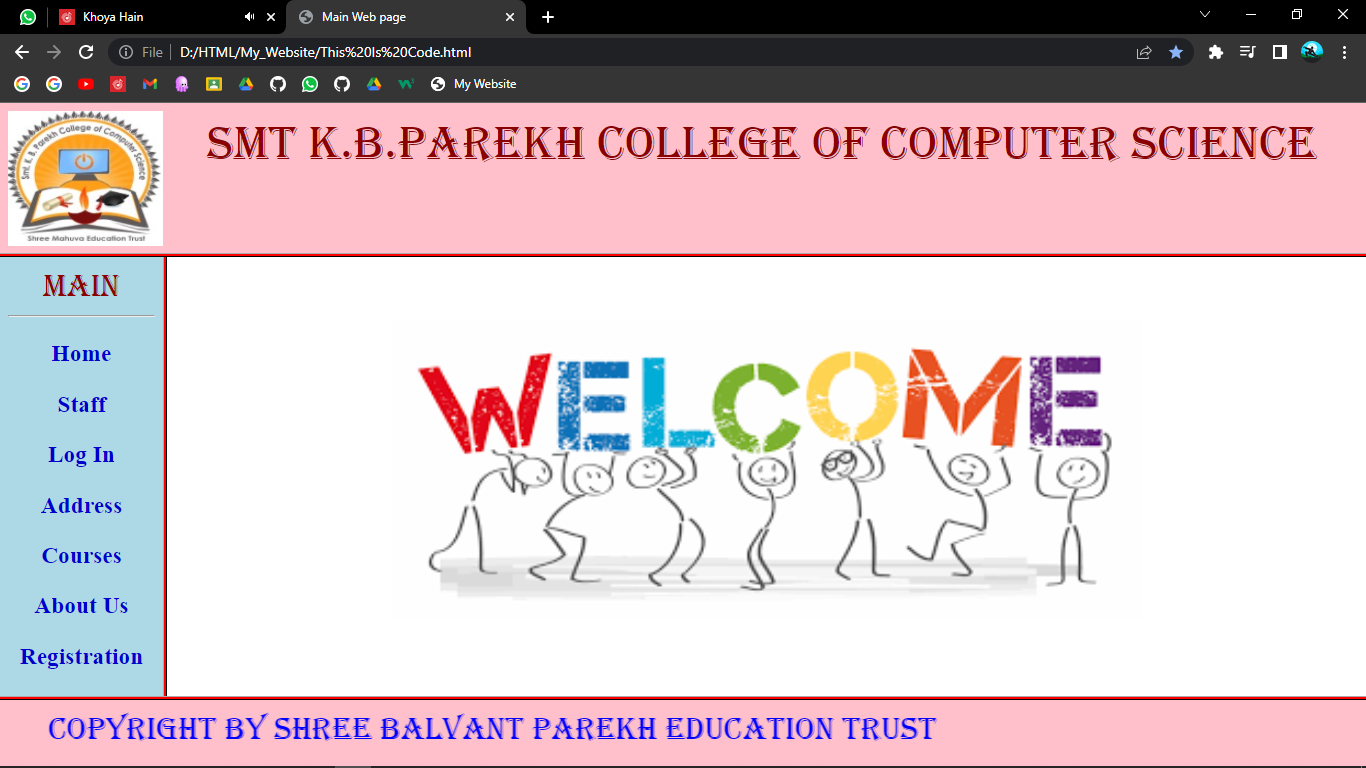 Khoya Hain
Main Web page
File
D:/HTML/My_Website/This%20Is%20Code.html
My Website
Smt. K. B. Parekh College of Computer Science
Shree Mahuva Education Trust
SMT K.B.PAREKH COLLEGE OF COMPUTER SCIENCE
MAIN
Home
Staff
Log In
Address
Courses
About Us
Registration
WELCOME
COPYRIGHT BY SHREE BALVANT PAREKH EDUCATION TRUST